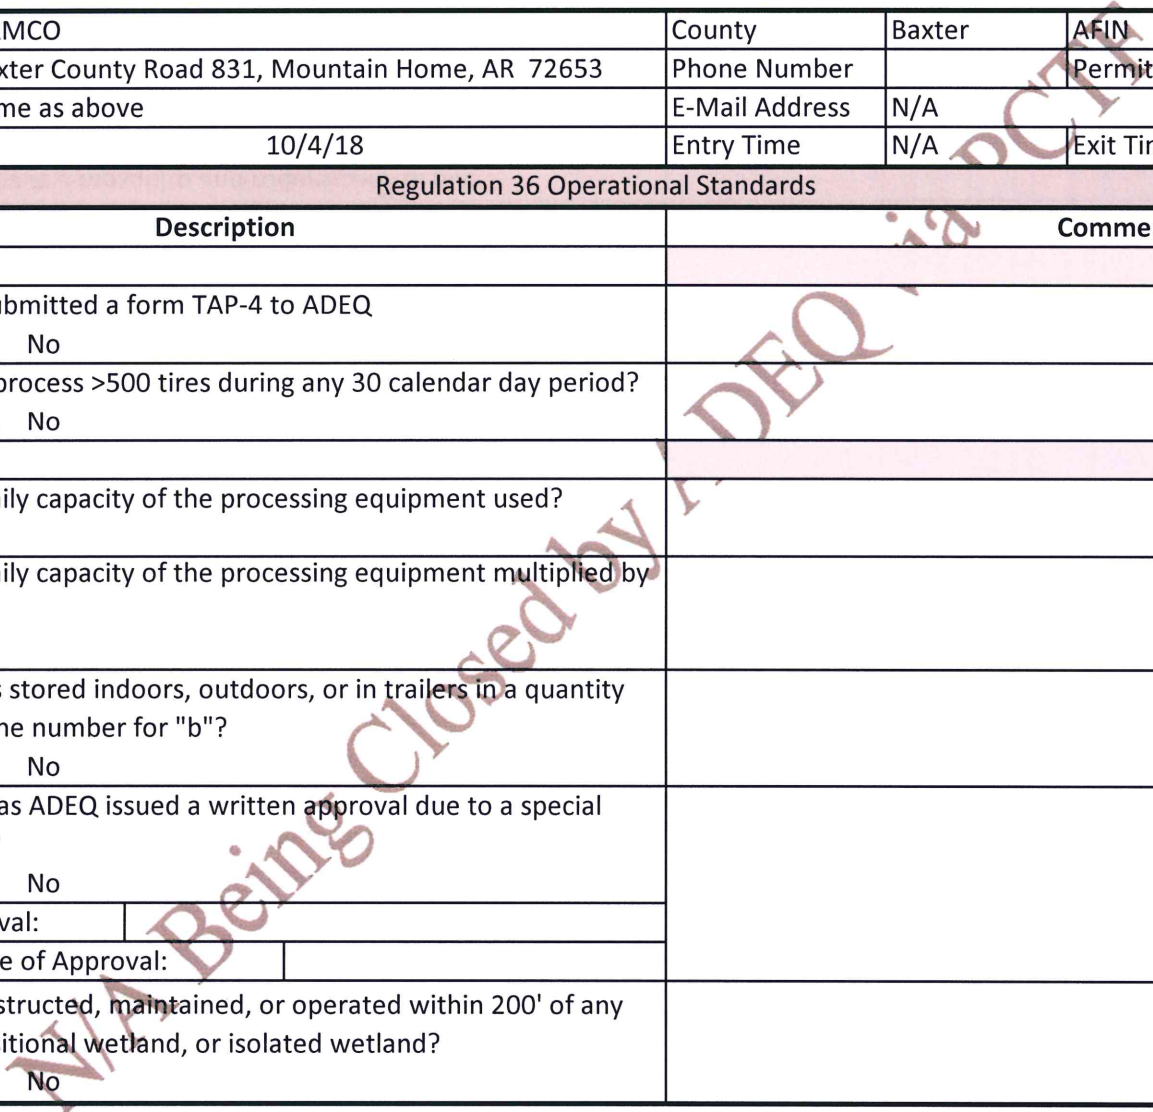 MCO County Baxter AFIN
xter County Road 831, Mountain Home, AR 72653 Phone Number Permit
me as above E-Mail Address N/A
10/4/18 Entry Time N/A Exit Tir
Regulation 36 Operational Standards
Description Comme
ubmitted a form TAP-4 to ADEQ
No
process >500 tires during any 30 calendar day period?
No
ily capacity of the processing equipment used?
ily capacity of the processing equipment multiplied by
s stored indoors, outdoors, or in trailers in a quantity
ne number for "b"?
No
as ADEQ issued a written approval due to a special
No
val:
e of Approval:
structed, maintained, or operated within 200' of any
itional wetland, or isolated wetland?
No
N/A Being Closed by ADEQ via PCTF